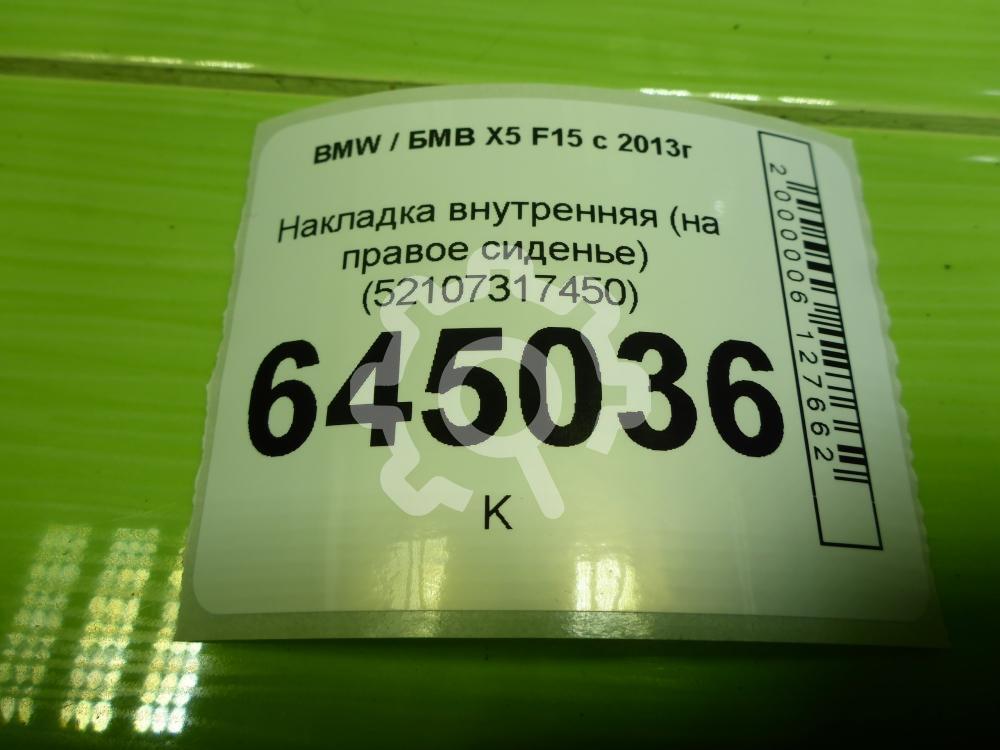 BMW / БМВ X5 F15 с 2013г
Накладка внутренняя (на
правое сиденье)
(52107317450)
645036
К
2000006127662